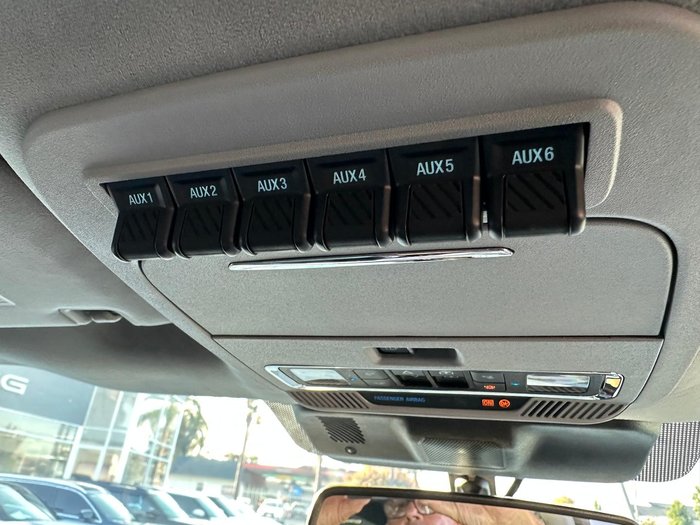 AUX1 AUX2 AUX3 AUX4 AUX5 AUX6
PASSENGER AIRBAG
G